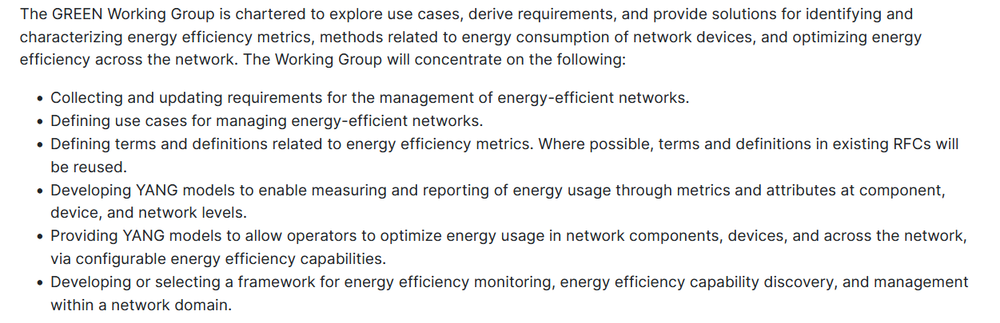 The GREEN Working Group is chartered to explore use cases, derive requirements, and provide solutions for identifying and
characterizing energy efficiency metrics, methods related to energy consumption of network devices, and optimizing energy
efficiency across the network. The Working Group will concentrate on the following:
• Collecting and updating requirements for the management of energy-efficient networks.
• Defining use cases for managing energy-efficient networks.
• Defining terms and definitions related to energy efficiency metrics. Where possible, terms and definitions in existing RFCs will
be reused.
• Developing YANG models to enable measuring and reporting of energy usage through metrics and attributes at component,
device, and network levels.
• Providing YANG models to allow operators to optimize energy usage in network components, devices, and across the network,
via configurable energy efficiency capabilities.
• Developing or selecting a framework for energy efficiency monitoring, energy efficiency capability discovery, and management
within a network domain.